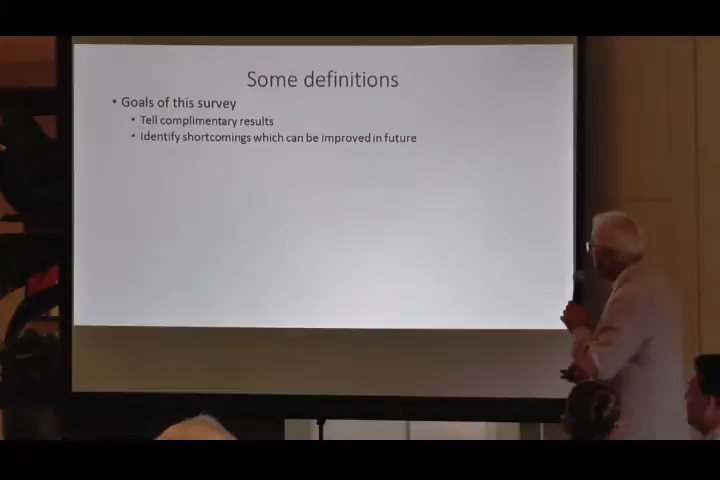 Some definitions
• Goals of this survey
• Tell complimentary results
• Identify shortcomings which can be improved in future